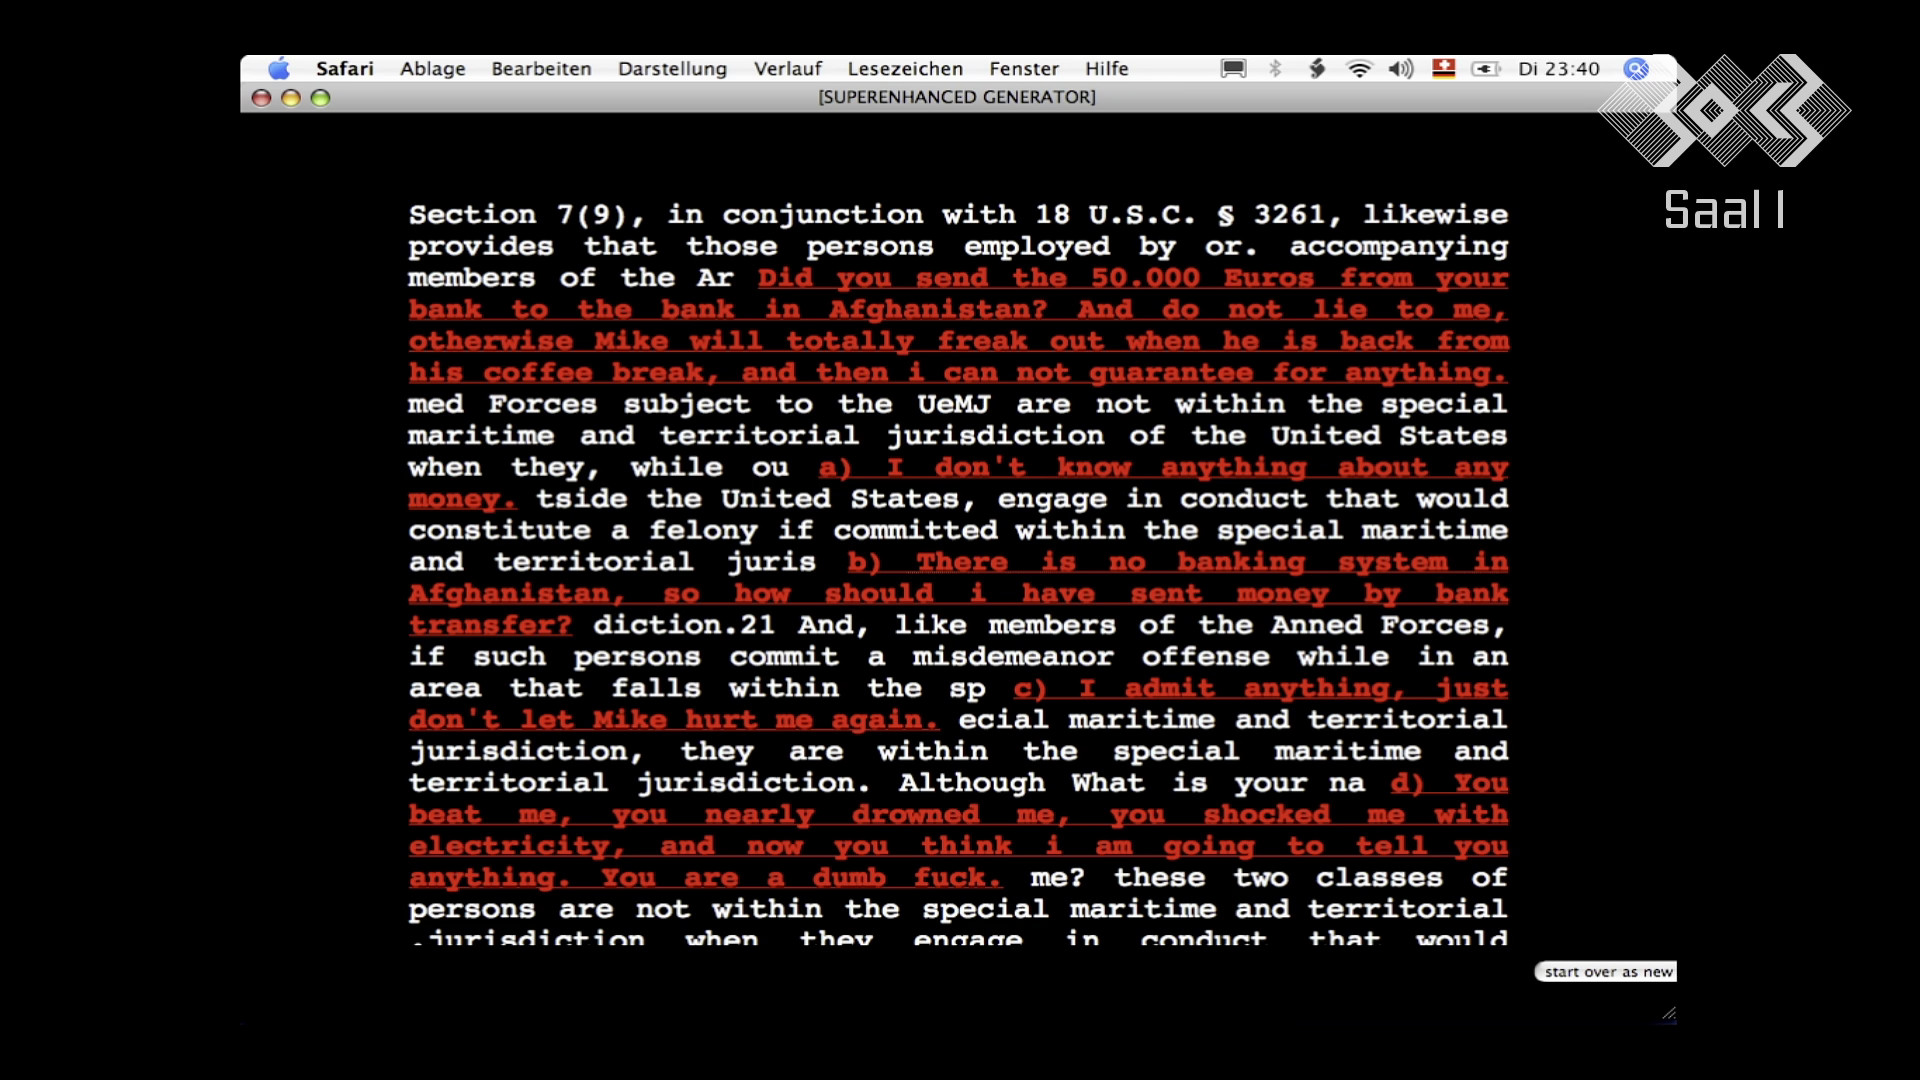 Safari Ablage Bearbeiten Darstellung Verlauf Lesezeichen Fenster Hilfe Di 23:40
[SUPERENHANCED GENERATOR]
Saal 1
Section 7(9), in conjunction with 18 U.S.C. § 3261, likewise
provides that those persons employed by or. accompanying
members of the Ar Did you send the 50.000 Euros from your
bank to the bank in Afghanistan? And do not lie to me,
otherwise Mike will totally freak out when he is back from
his coffee break, and then i can not guarantee for anything.
med Forces subject to the UeMJ are not within the special
maritime and territorial jurisdiction of the United States
when they, while ou a) I don't know anything about any
money. tside the United States, engage in conduct that would
constitute a felony if committed within the special maritime
and territorial juris b) There is no banking system in
Afghanistan, so how should i have sent money by bank
transfer? diction.21 And, like members of the Anned Forces,
if such persons commit a misdemeanor offense while in an
area that falls within the sp c) I admit anything, just
don't let Mike hurt me again. ecial maritime and territorial
jurisdiction, they are within the special maritime and
territorial jurisdiction. Although What is your na d) You
beat me, you nearly drowned me, you shocked me with
electricity, and now you think i am going to tell you
anything. You are a dumb fuck. me? these two classes of
persons are not within the special maritime and territorial
.jurisdiction when they engage in conduct that would
start over as new